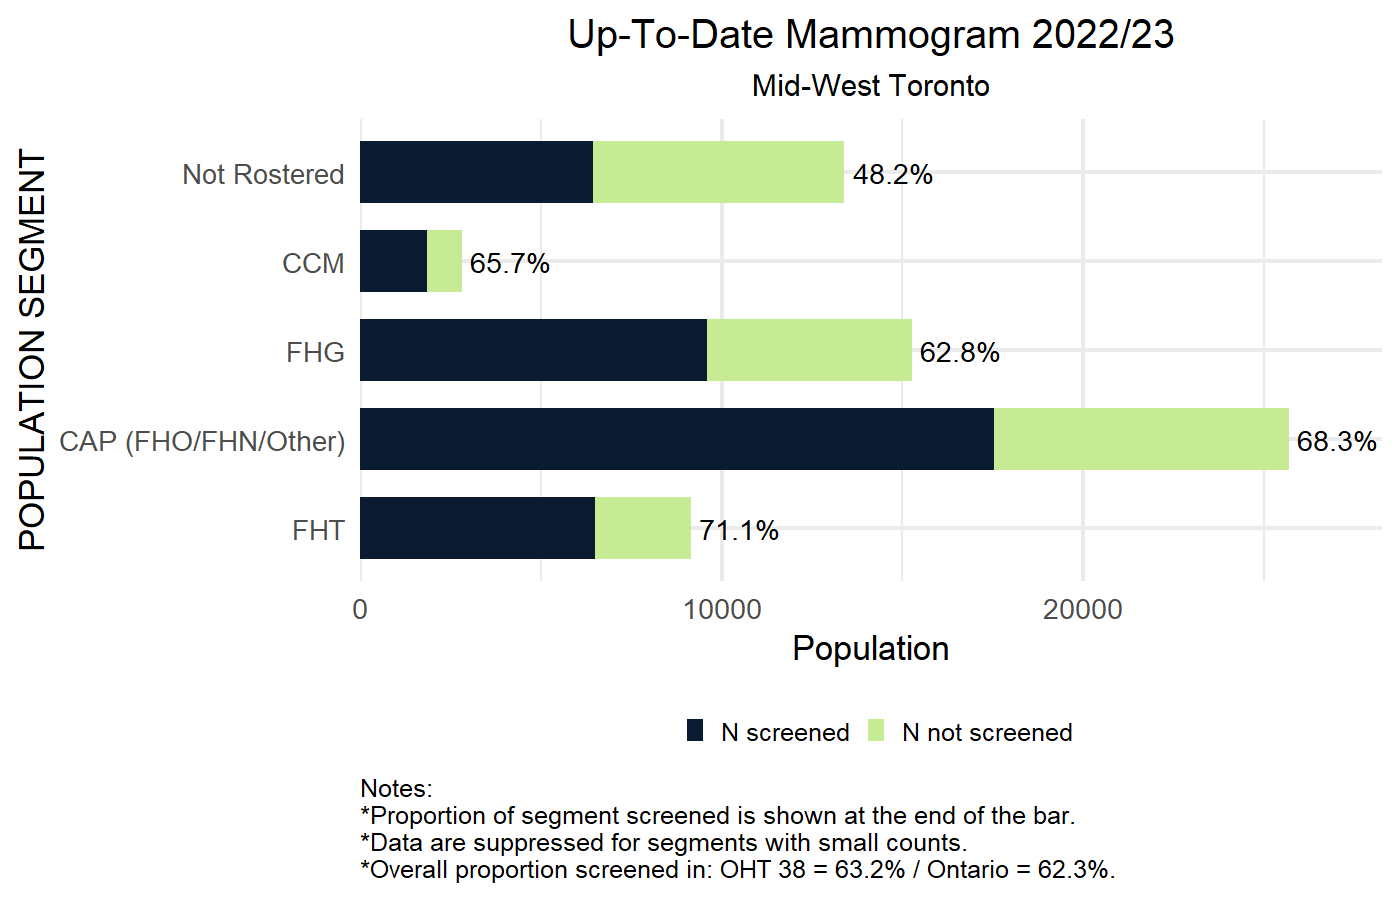 Up-To-Date Mammogram 2022/23
Mid-West Toronto
POPULATION SEGMENT
Not Rostered
48.2%
CCM
65.7%
FHG
62.8%
CAP (FHO/FHN/Other)
68.3%
FHT
71.1%
0
10000
20000
Population
N screened
N not screened
Notes:
*Proportion of segment screened is shown at the end of the bar.
*Data are suppressed for segments with small counts.
*Overall proportion screened in: OHT 38 = 63.2% / Ontario = 62.3%.